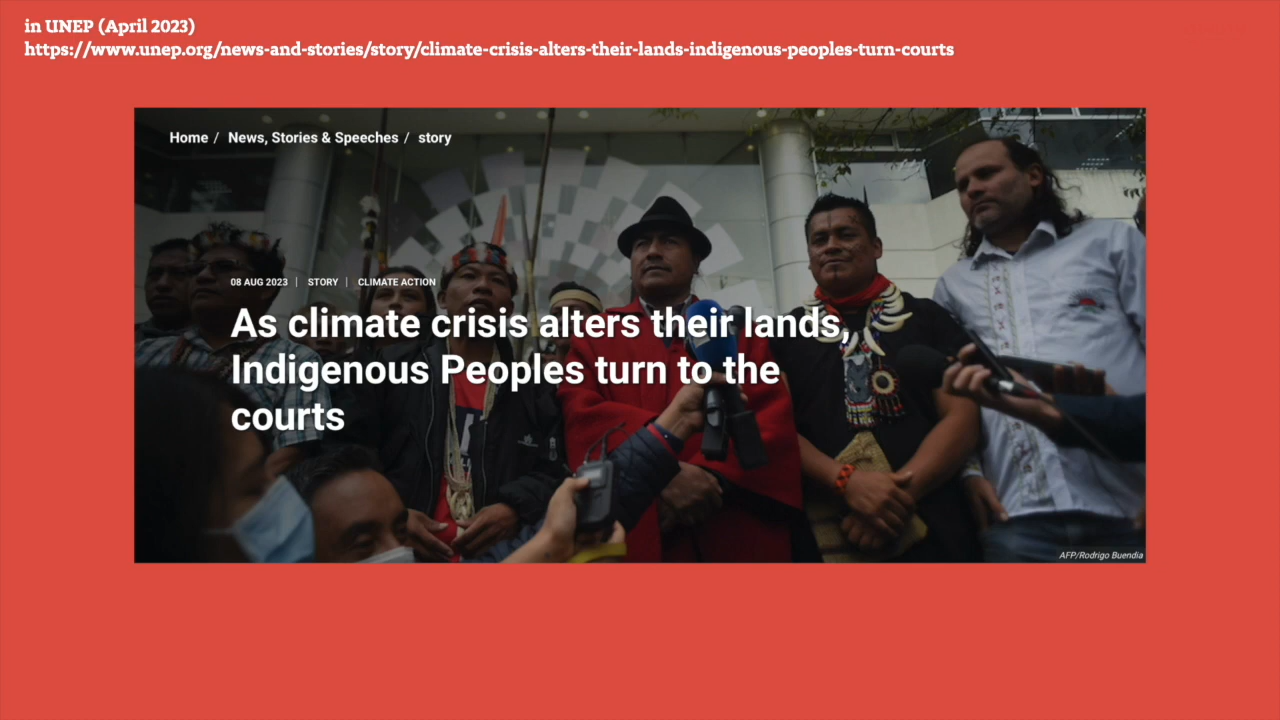 in UNEP (April 2023)
https://www.unep.org/news-and-stories/story/climate-crisis-alters-their-lands-indigenous-peoples-turn-courts
Home / News, Stories & Speeches / story
08 AUG 2023 | STORY | CLIMATE ACTION
As climate crisis alters their lands,
Indigenous Peoples turn to the
courts
AFP/Rodrigo Buendia